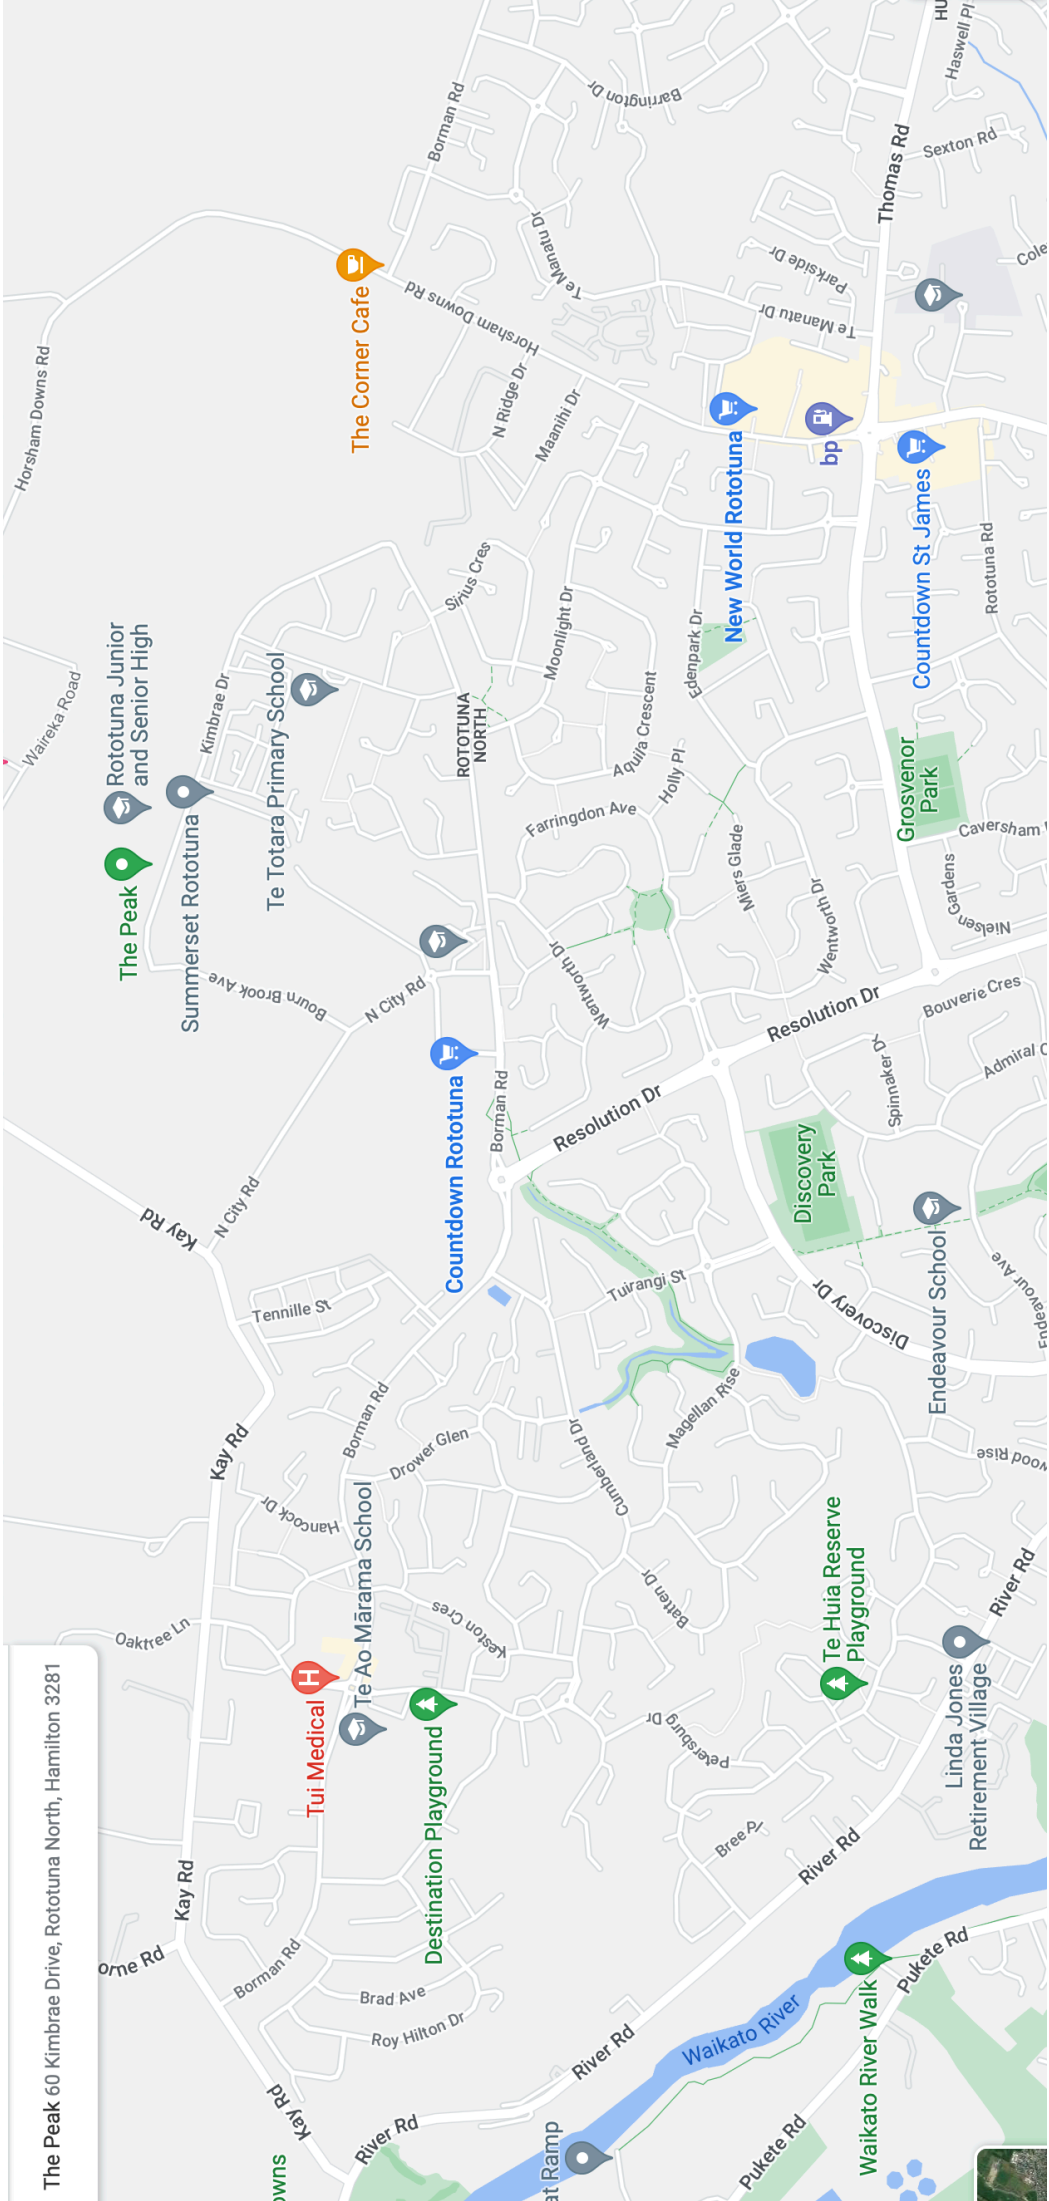 The Peak 60 Kimbrae Drive, Rototuna North, Hamilton 3281
Kay Rd
River Rd
Roy Hilton Dr
Brad Ave
Borman Rd
Kay Rd
Destination Playground
Tui Medical
Te Ao Mārama School
Oaktree Ln
Hancock Dr
Keston Cres
Kay Rd
Borman Rd
Drower Glen
Tennille St
Kay Rd
N City Rd
Countdown Rototuna
Borman Rd
N City Rd
Bourn Brook Ave
The Peak
Summerset Rototuna
Rototuna Junior
and Senior High
Te Totara Primary School
Kimbrae Dr
ROTOTUNA
NORTH
Waireka Road
Horsham Downs Rd
The Corner Cafe
Sirius Cres
N Ridge Dr
Maanihi Dr
Horsham Downs Rd
Borman Rd
Te Manatu Dr
Barrington Dr
Moonlight Dr
Aquila Crescent
Farringdon Ave
Holly Pl
Edenpark Dr
New World Rototuna
bp
Countdown St James
Te Manatu Dr
Parkside Dr
Thomas Rd
Sexton Rd
Haswell Pl
Rototuna Rd
Grosvenor
Park
Nielsen
Gardens
Miers Glade
Wentworth Dr
Wentworth Dr
Resolution Dr
Resolution Dr
Bouverie Cres
Spinnaker Dr
Discovery
Park
Discovery Dr
Endeavour School
Endeavour Ave
Tuirangi St
Magellan Rise
Cumberland Dr
Batten Dr
Te Huia Reserve
Playground
Petersburg Dr
Bree Pl
River Rd
River Rd
River Rd
Linda Jones
Retirement Village
Waikato River
Waikato River Walk
Pukete Rd
Pukete Rd